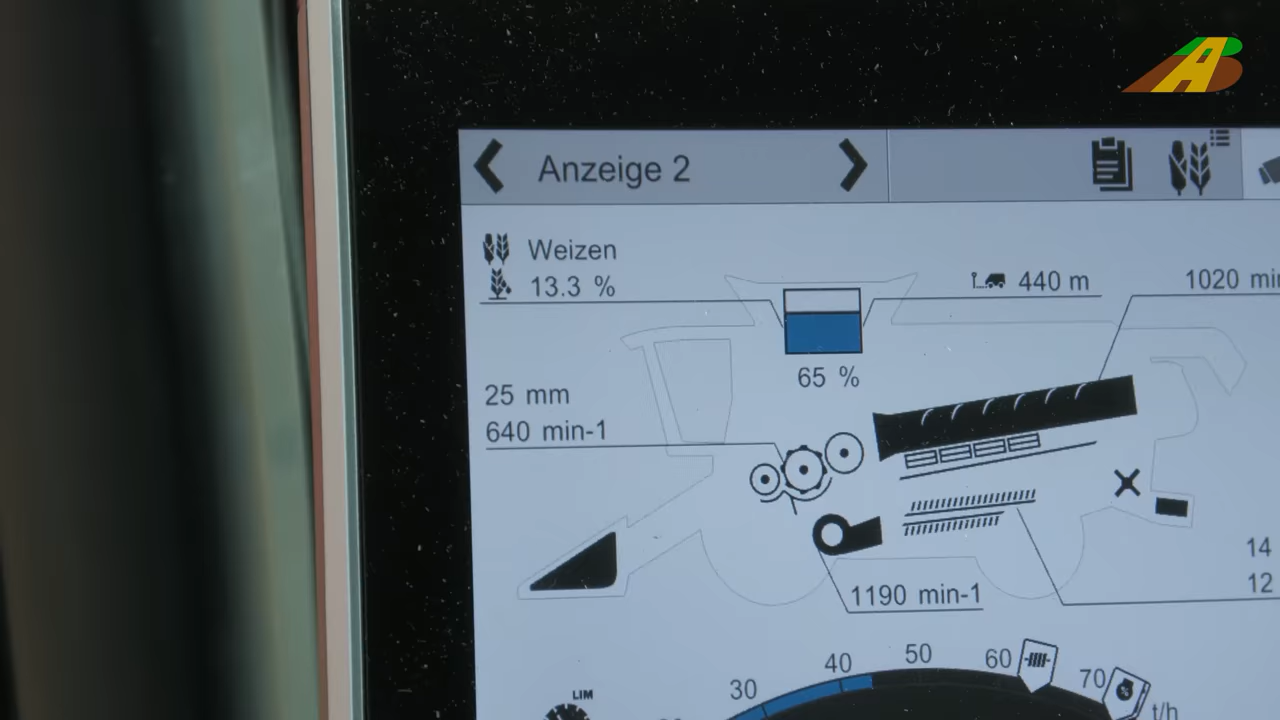 AB
Anzeige 2
Weizen
13.3 %
440 m
1020 min
65 %
25 mm
640 min-1
1190 min-1
14
12
LIM
30
40
50
60
70
t/h